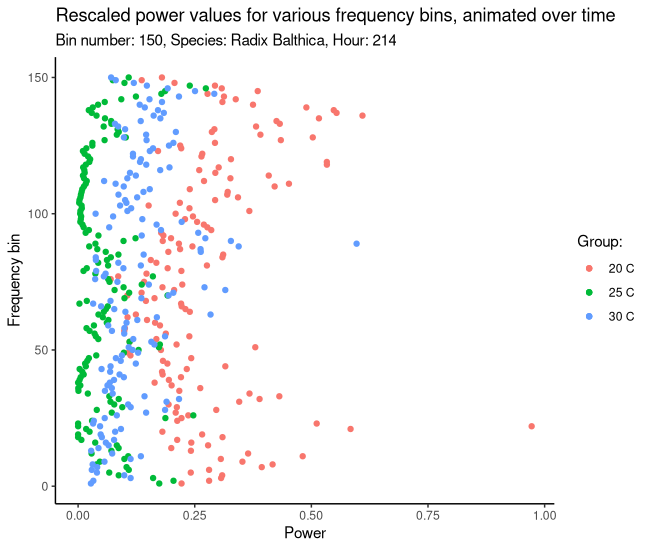 Rescaled power values for various frequency bins, animated over time
Bin number: 150, Species: Radix Balthica, Hour: 214
150
100
50
0
Frequency bin
0.00 0.25 0.50 0.75 1.00
Power
Group:
20 C
25 C
30 C